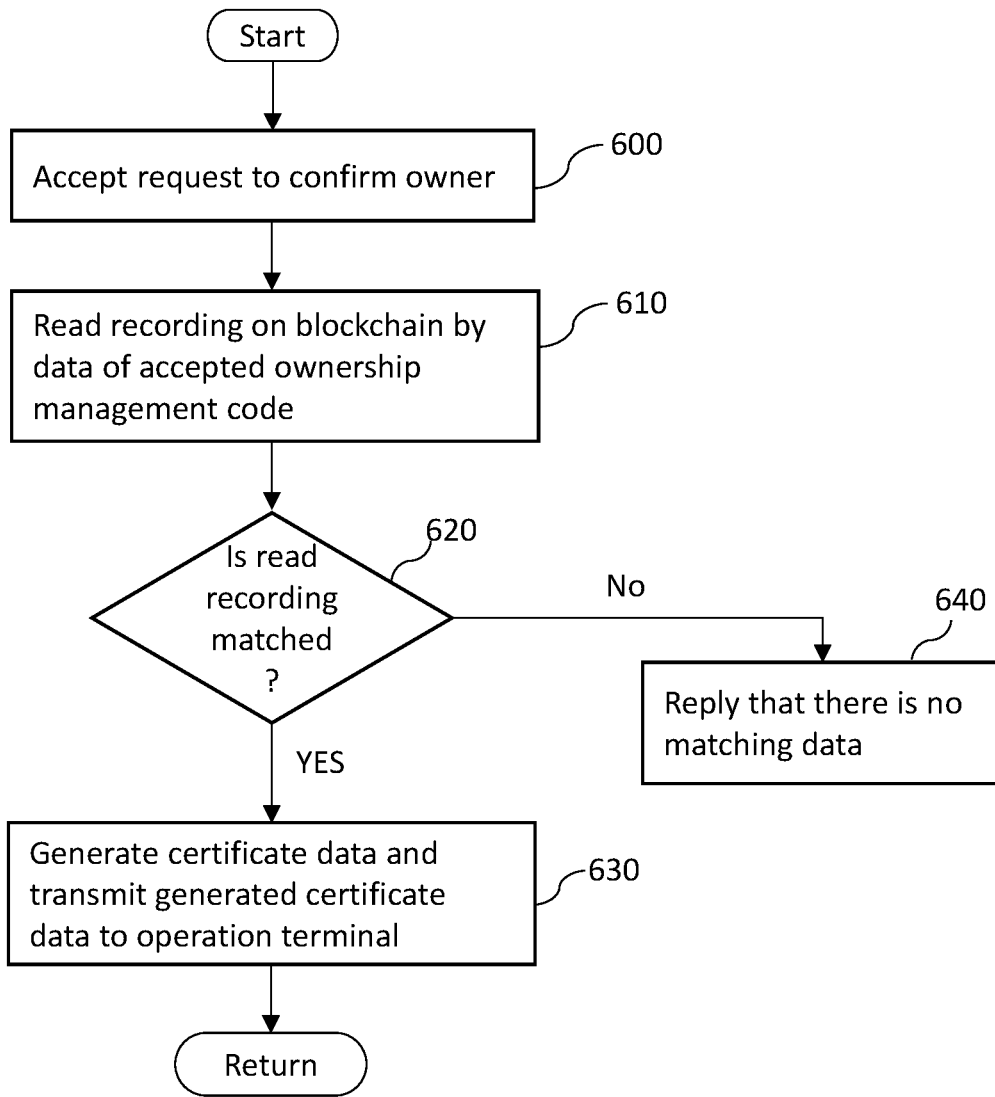 Start
Accept request to confirm owner
600
Read recording on blockchain by
data of accepted ownership
management code
610
Is read
recording
matched
?
620
No
640
Reply that there is no
matching data
YES
Generate certificate data and
transmit generated certificate
data to operation terminal
630
Return